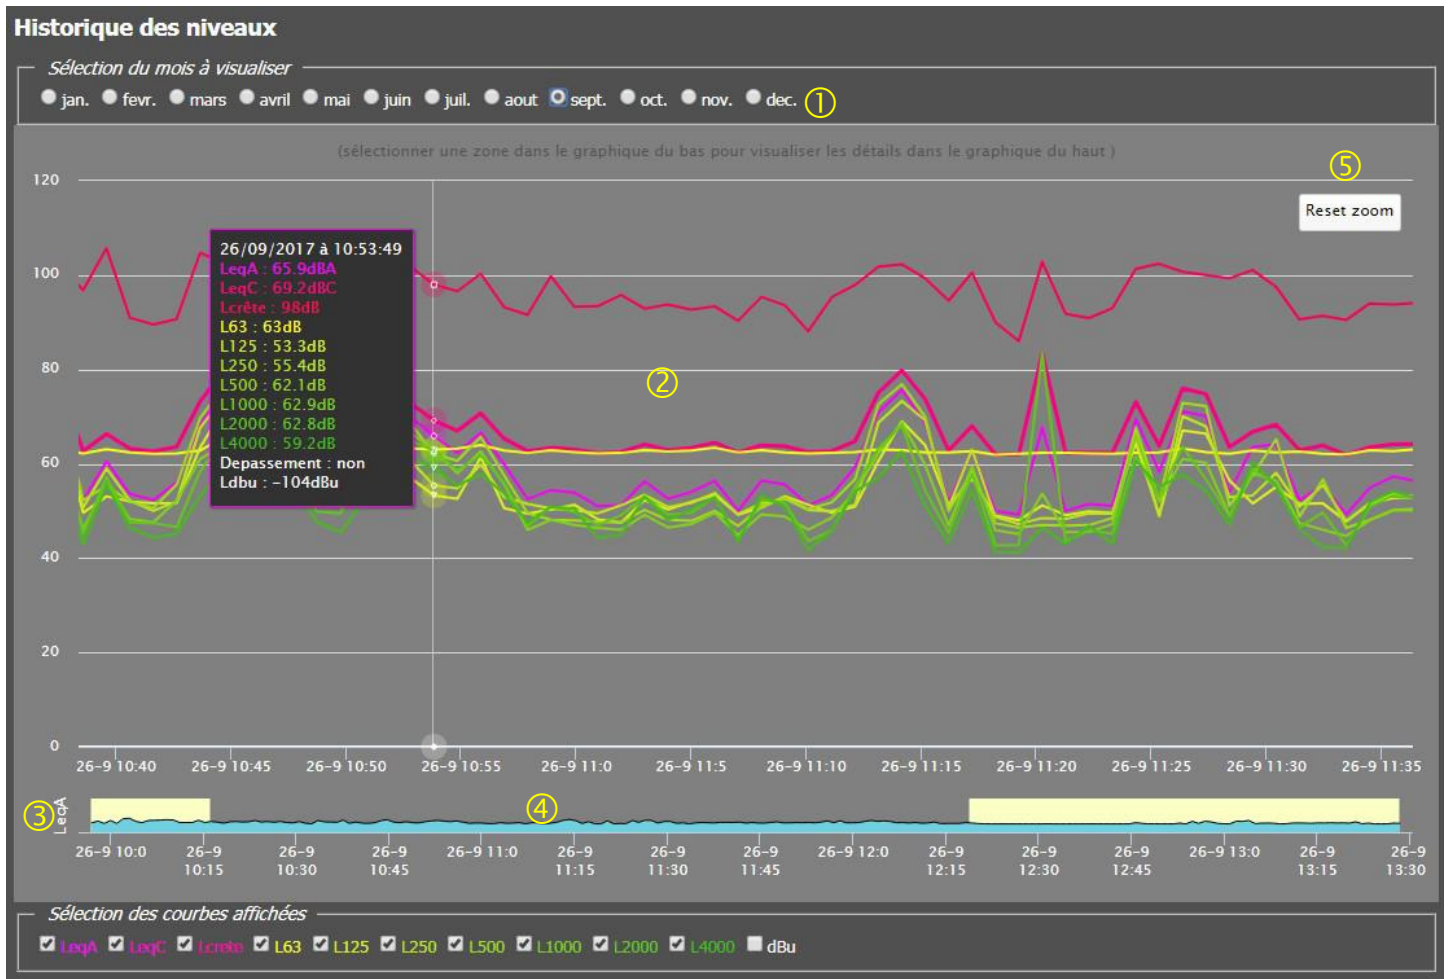 Historique des niveaux
Sélection du mois à visualiser
jan. fevr. mars avril mai juin juil. aout sept. oct. nov. dec. ①
(sélectionner une zone dans le graphique du bas pour visualiser les détails dans le graphique du haut )
⑤
Reset zoom
120
100
80
60
40
20
0
26/09/2017 à 10:53:49
LeqA : 65.9dBA
LeqC : 69.2dBC
Lcrête : 98dB
L63 : 63dB
L125 : 53.3dB
L250 : 55.4dB
L500 : 62.1dB
L1000 : 62.9dB
L2000 : 62.8dB
L4000 : 59.2dB
Depassement : non
Ldbu : -104dBu
②
26-9 10:40 26-9 10:45 26-9 10:50 26-9 10:55 26-9 11:0 26-9 11:5 26-9 11:10 26-9 11:15 26-9 11:20 26-9 11:25 26-9 11:30 26-9 11:35
③ LeqA ④
26-9 10:0 26-9 10:15 26-9 10:30 26-9 10:45 26-9 11:0 26-9 11:15 26-9 11:30 26-9 11:45 26-9 12:0 26-9 12:15 26-9 12:30 26-9 12:45 26-9 13:0 26-9 13:15 26-9 13:30
Sélection des courbes affichées
LeqA LeqC Lcrete L63 L125 L250 L500 L1000 L2000 L4000 dBu